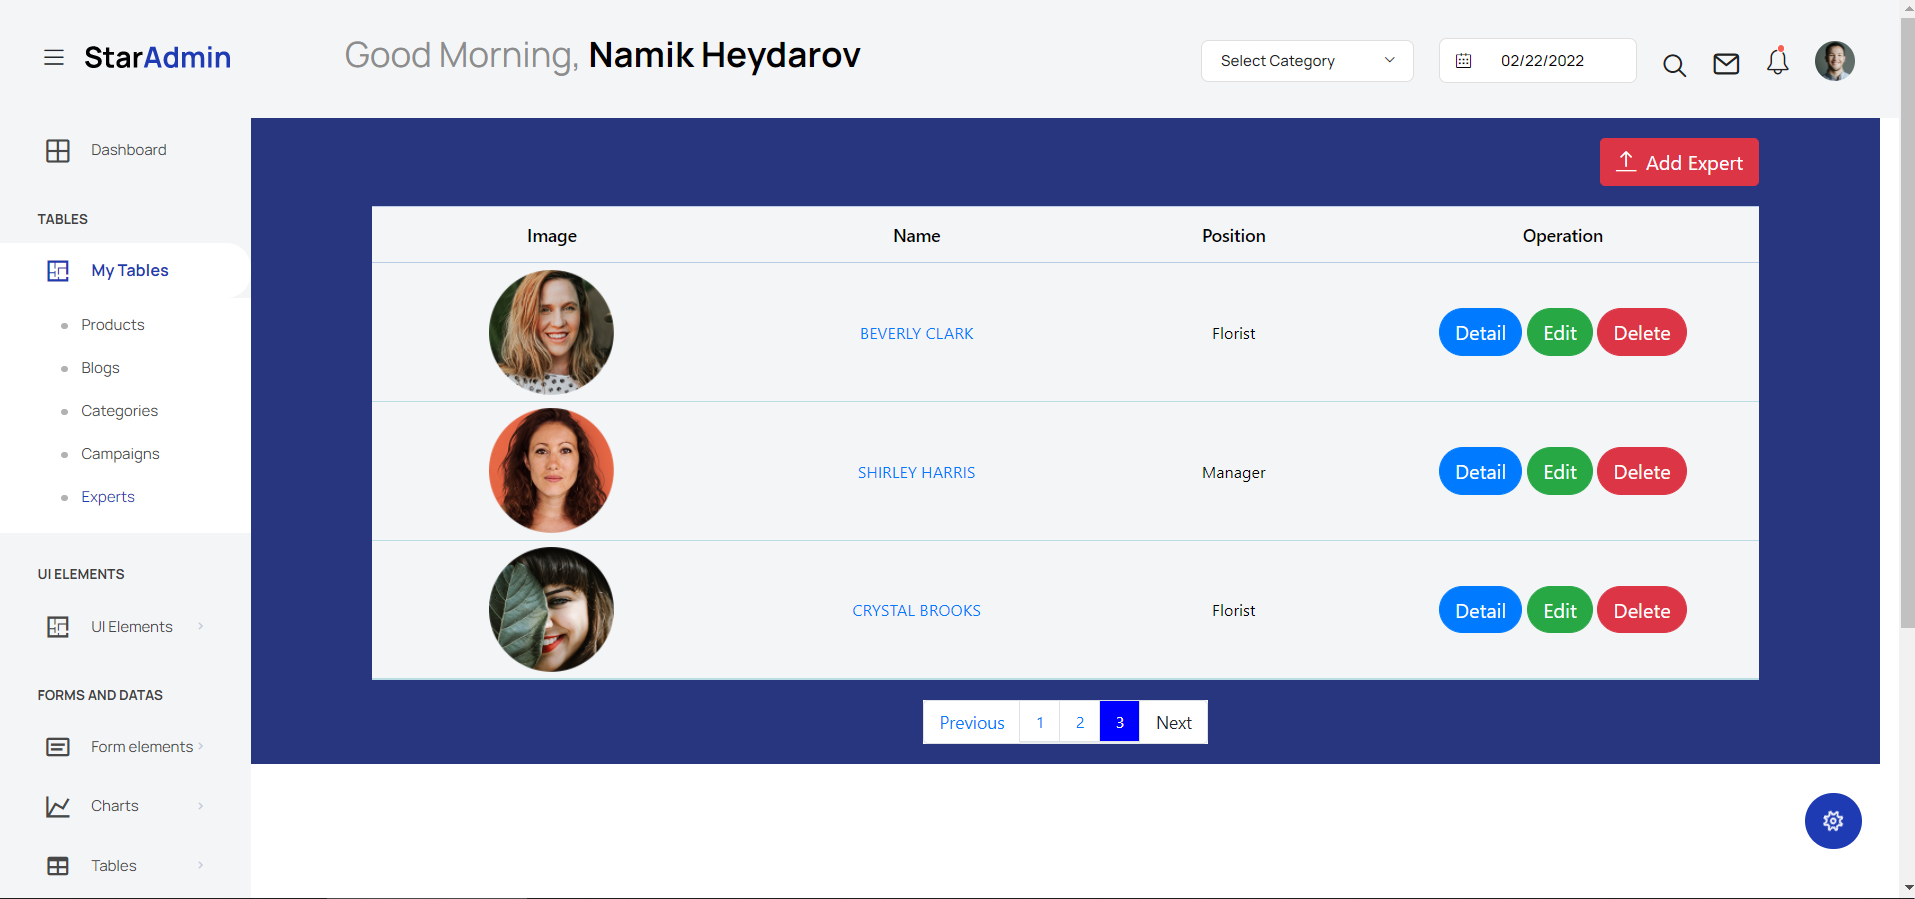 StarAdmin
Good Morning, Namik Heydarov
Select Category
02/22/2022
Dashboard
TABLES
My Tables
Products
Blogs
Categories
Campaigns
Experts
UI ELEMENTS
UI Elements
FORMS AND DATAS
Form elements
Charts
Tables
Add Expert
Image Name Position Operation
BEVERLY CLARK Florist Detail Edit Delete
SHIRLEY HARRIS Manager Detail Edit Delete
CRYSTAL BROOKS Florist Detail Edit Delete
Previous 1 2 3 Next